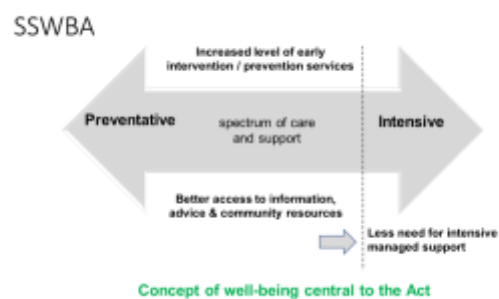 SSWBA
Increased level of early
intervention / prevention services
Preventative
spectrum of care
and support
Intensive
Better access to information,
advice & community resources
Less need for intensive
managed support
Concept of well-being central to the Act